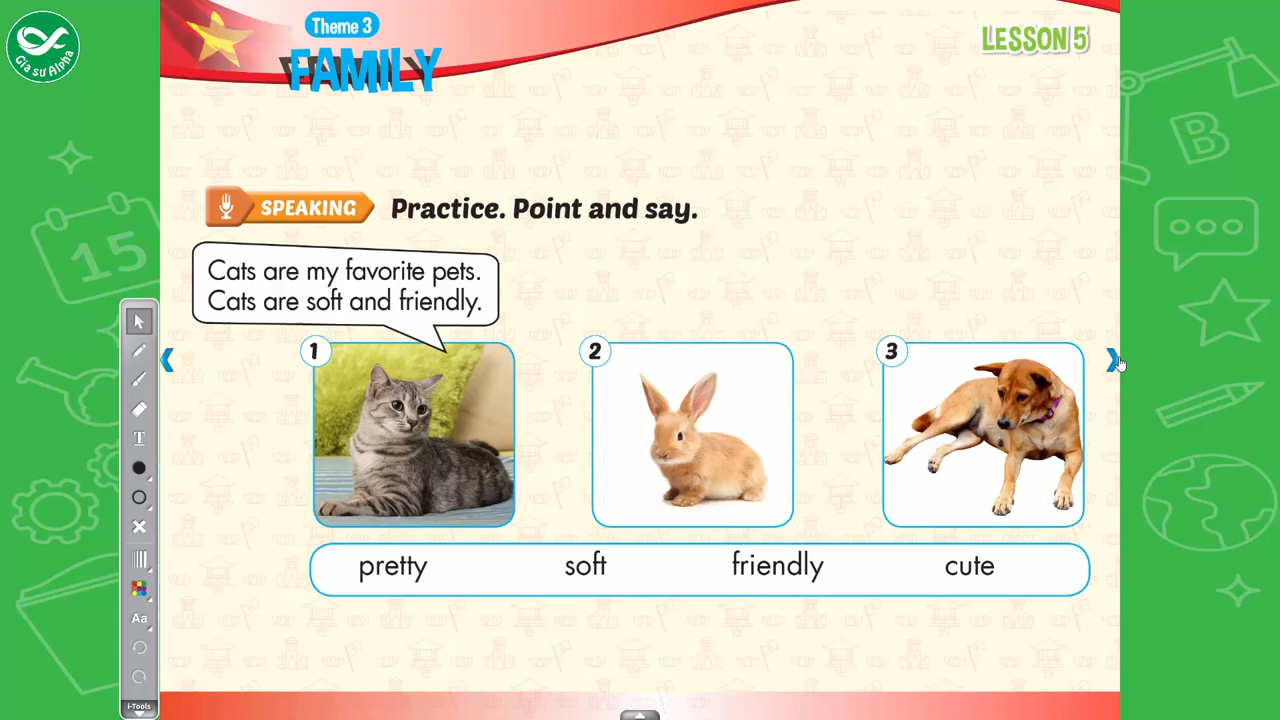 Gia sư Alpha
Theme 3
FAMILY
LESSON 5
SPEAKING
Practice. Point and say.
Cats are my favorite pets.
Cats are soft and friendly.
1
2
3
pretty soft friendly cute
15
B
T
Aa
i-Tools